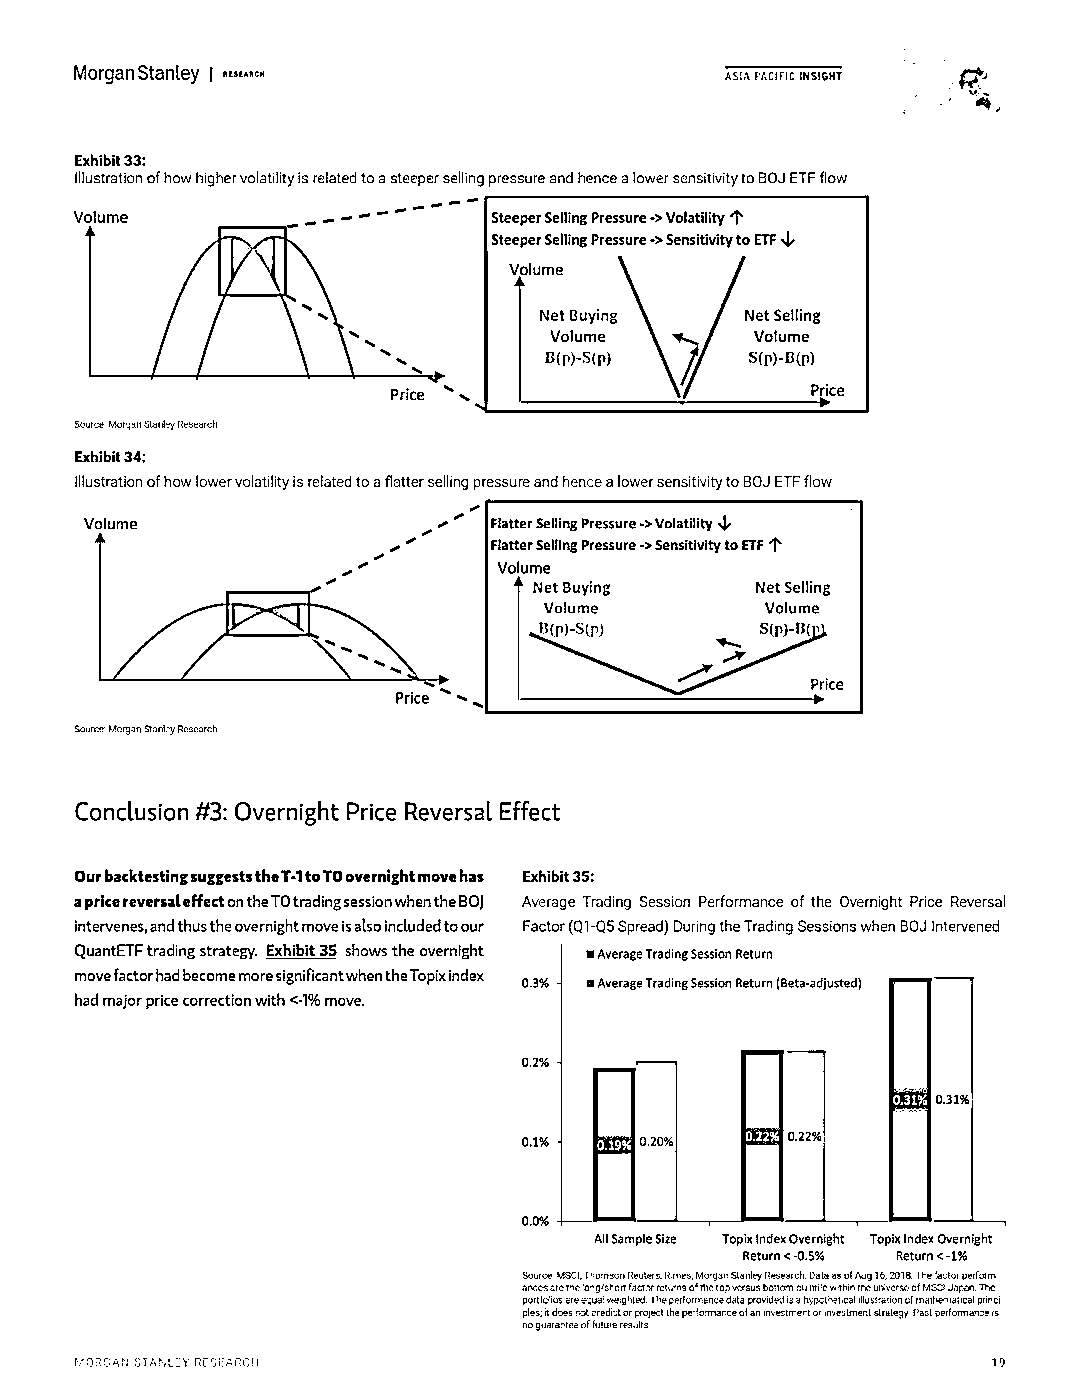 Morgan Stanley | RESEARCH
ASIA PACIFIC INSIGHT
Exhibit 33:
Illustration of how higher volatility is related to a steeper selling pressure and hence a lower sensitivity to BOJ ETF flow
Volume
Price
Steeper Selling Pressure -> Volatility ↑
Steeper Selling Pressure -> Sensitivity to ETF ↓
Volume
Net Buying
Volume
B(p)-S(p)
Net Selling
Volume
S(p)-B(p)
Price
Source: Morgan Stanley Research
Exhibit 34:
Illustration of how lower volatility is related to a flatter selling pressure and hence a lower sensitivity to BOJ ETF flow
Volume
Price
Flatter Selling Pressure -> Volatility ↓
Flatter Selling Pressure -> Sensitivity to ETF ↑
Volume
Net Buying
Volume
B(p)-S(p)
Net Selling
Volume
S(p)-B(p)
Price
Source: Morgan Stanley Research
Conclusion #3: Overnight Price Reversal Effect
Our backtesting suggests the T-1 to T0 overnight move has
a price reversal effect on the T0 trading session when the BOJ
intervenes, and thus the overnight move is also included to our
QuantETF trading strategy. Exhibit 35 shows the overnight
move factor had become more significant when the Topix index
had major price correction with <-1% move.
Exhibit 35:
Average Trading Session Performance of the Overnight Price Reversal
Factor (Q1-Q5 Spread) During the Trading Sessions when BOJ Intervened
Average Trading Session Return
Average Trading Session Return (Beta-adjusted)
0.3%
0.2%
0.1%
0.0%
0.19%
0.20%
0.22%
0.22%
0.31%
0.31%
All Sample Size
Topix Index Overnight
Return < -0.5%
Topix Index Overnight
Return < -1%
Source: MSCI, Thomson Reuters, Rimes, Morgan Stanley Research. Data as of Aug 16, 2018. The factor perform-
ances are the long/short factor returns of the top versus bottom quintile within the universe of MSCI Japan. The
portfolios are equal weighted. The performance data provided is a hypothetical illustration of mathematical princi-
ples; it does not predict or project the performance of an investment or investment strategy. Past performance is
no guarantee of future results.
MORGAN STANLEY RESEARCH
19